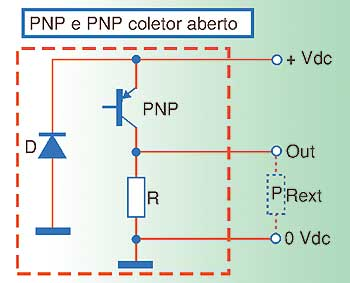 PNP e PNP coletor aberto
+ Vdc
PNP
D
Out
R
P
Rext
0 Vdc